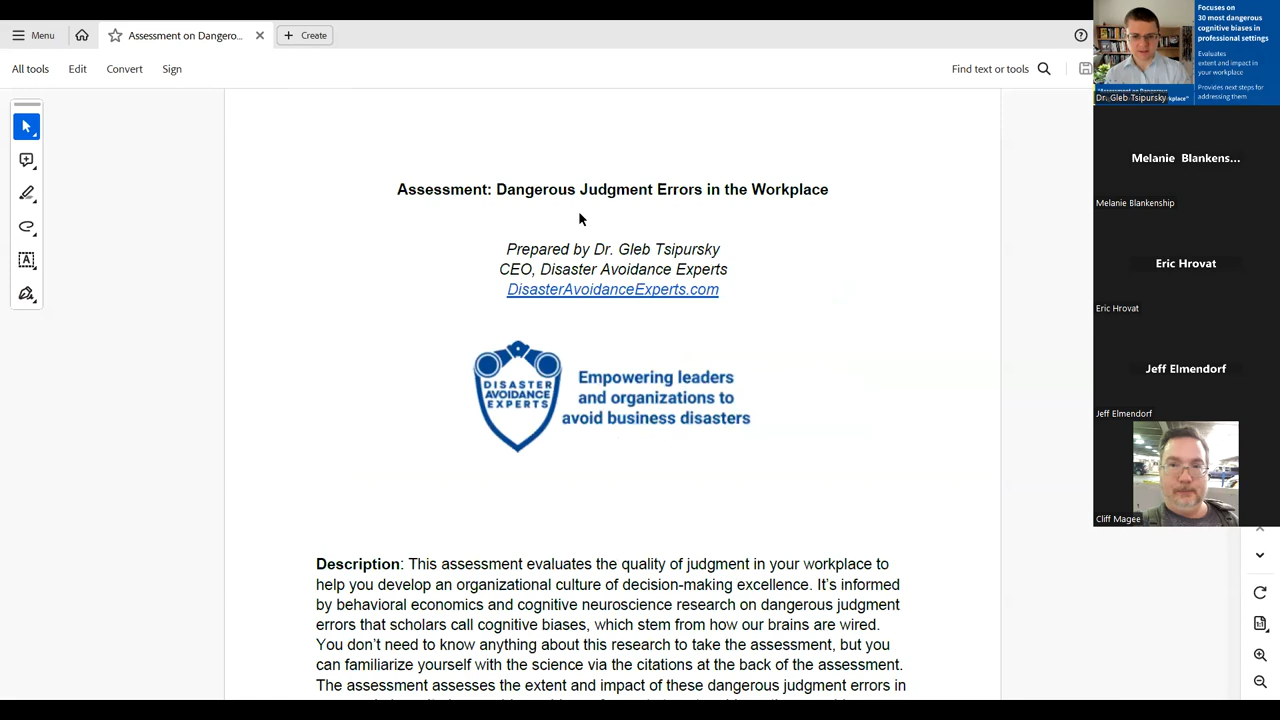 Menu
Assessment on Dangero...
Create
All tools
Edit
Convert
Sign
Find text or tools
Assessment: Dangerous Judgment Errors in the Workplace
Prepared by Dr. Gleb Tsipursky
CEO, Disaster Avoidance Experts
DisasterAvoidanceExperts.com
DISASTER
AVOIDANCE
EXPERTS
Empowering leaders
and organizations to
avoid business disasters
Description: This assessment evaluates the quality of judgment in your workplace to
help you develop an organizational culture of decision-making excellence. It's informed
by behavioral economics and cognitive neuroscience research on dangerous judgment
errors that scholars call cognitive biases, which stem from how our brains are wired.
You don't need to know anything about this research to take the assessment, but you
can familiarize yourself with the science via the citations at the back of the assessment.
The assessment assesses the extent and impact of these dangerous judgment errors in
Focuses on
30 most dangerous
cognitive biases in
professional settings
Evaluates
extent and impact in
your workplace
Provides next steps for
addressing them
Dr. Gleb Tsipursky
Melanie Blankens...
Melanie Blankenship
Eric Hrovat
Eric Hrovat
Jeff Elmendorf
Jeff Elmendorf
Cliff Magee